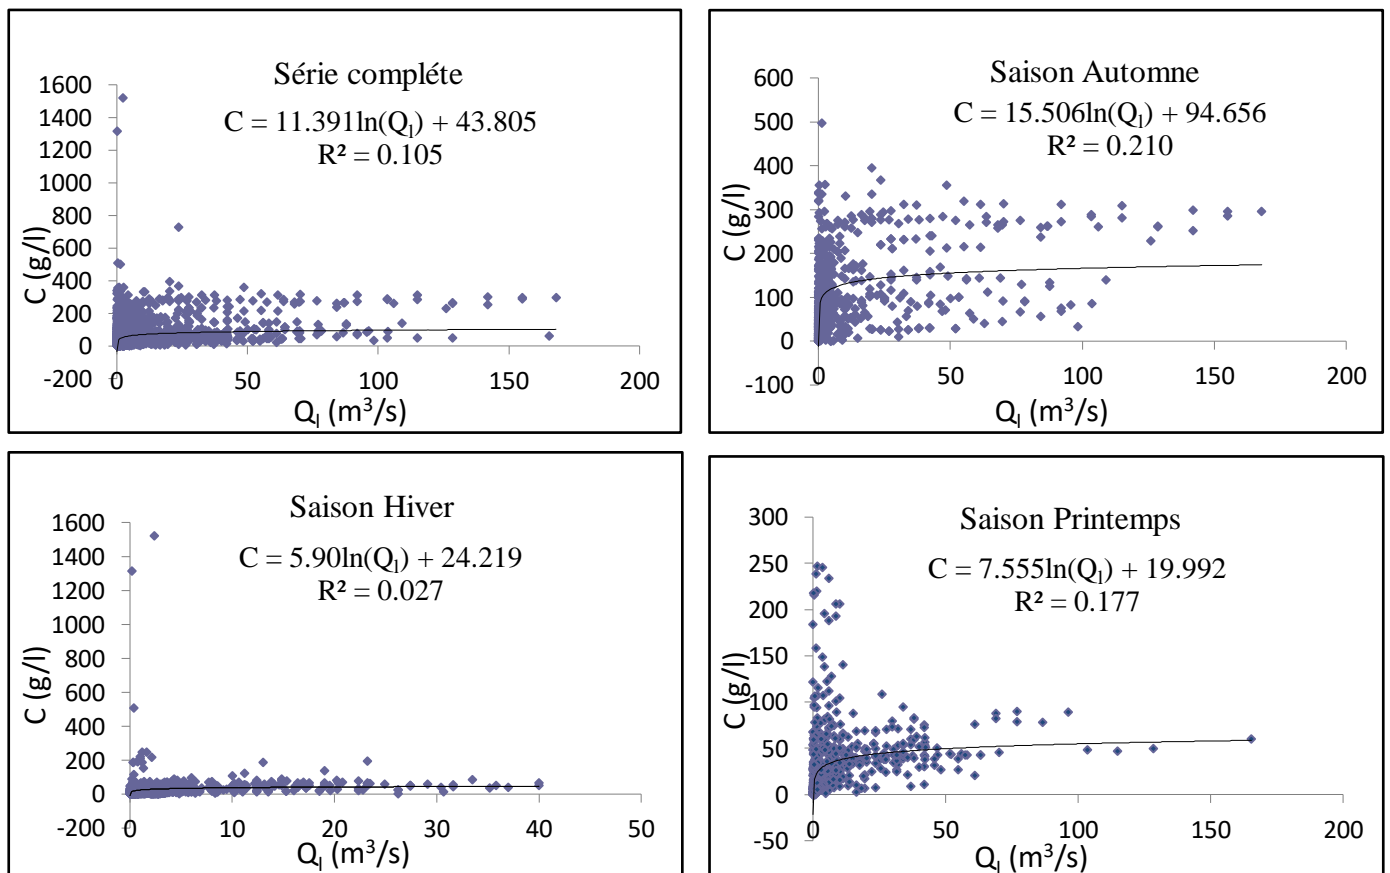 Série compléte
C = 11.391ln(Qₗ) + 43.805
R² = 0.105
1600
1400
1200
1000
800
600
400
200
0
-200
C (g/l)
0 50 100 150 200
Qₗ (m³/s)
Saison Automne
C = 15.506ln(Qₗ) + 94.656
R² = 0.210
600
500
400
300
200
100
0
-100
C (g/l)
0 50 100 150 200
Qₗ (m³/s)
Saison Hiver
C = 5.90ln(Qₗ) + 24.219
R² = 0.027
1600
1400
1200
1000
800
600
400
200
0
-200
C (g/l)
0 10 20 30 40 50
Qₗ (m³/s)
Saison Printemps
C = 7.555ln(Qₗ) + 19.992
R² = 0.177
300
250
200
150
100
50
0
-50
C (g/l)
0 50 100 150 200
Qₗ (m³/s)